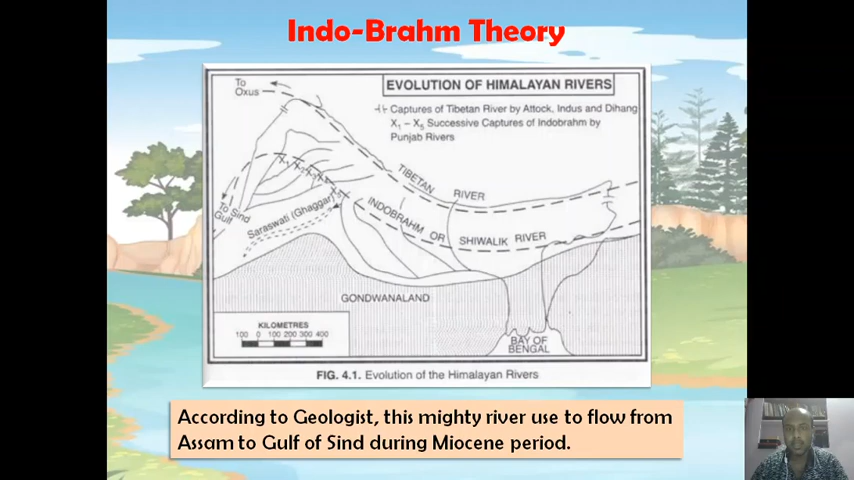 Indo-Brahm Theory
To
Oxus
EVOLUTION OF HIMALAYAN RIVERS
Captures of Tibetan River by Attock, Indus and Dihang
X₁ – X₅ Successive Captures of Indobrahm by
Punjab Rivers
TIBETAN RIVER
To Sind
Gulf
Saraswati (Ghaggar)
INDOBRAHM OR SHIWALIK RIVER
GONDWANALAND
KILOMETRES
100 0 100 200 300 400
BAY OF
BENGAL
FIG. 4.1. Evolution of the Himalayan Rivers
According to Geologist, this mighty river use to flow from
Assam to Gulf of Sind during Miocene period.